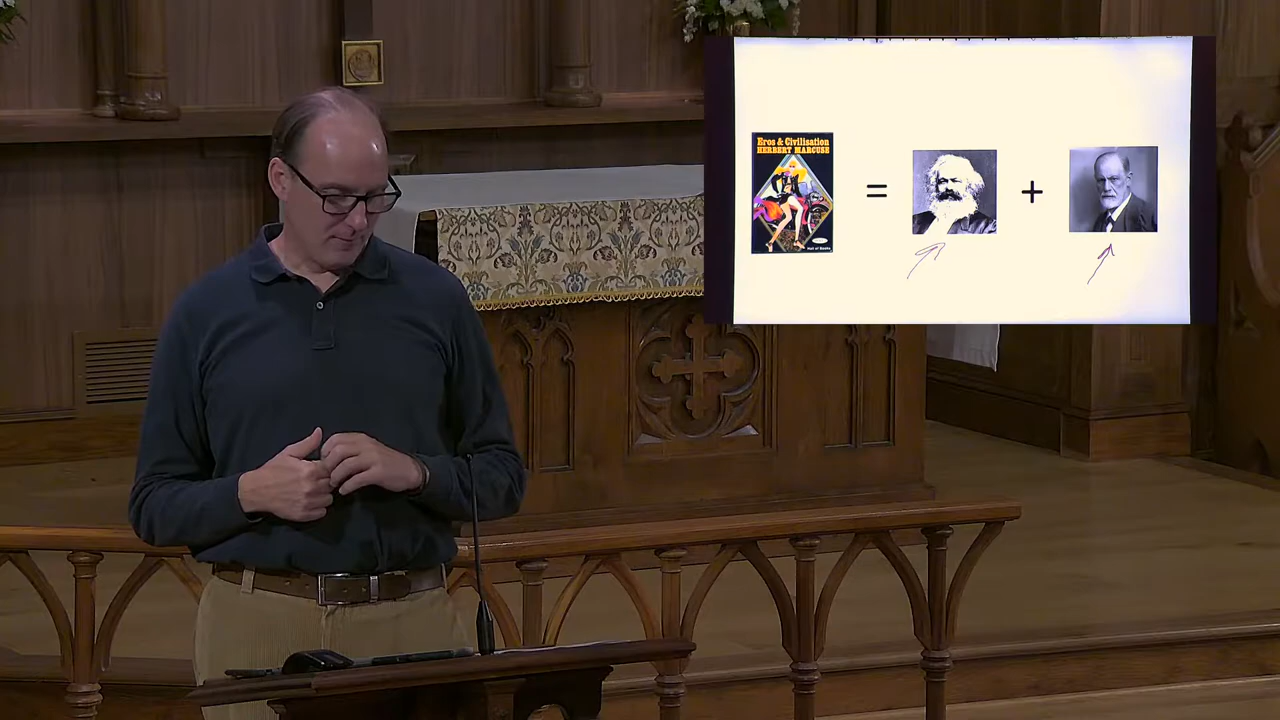 Eros & Civilisation
HERBERT MARCUSE
= +